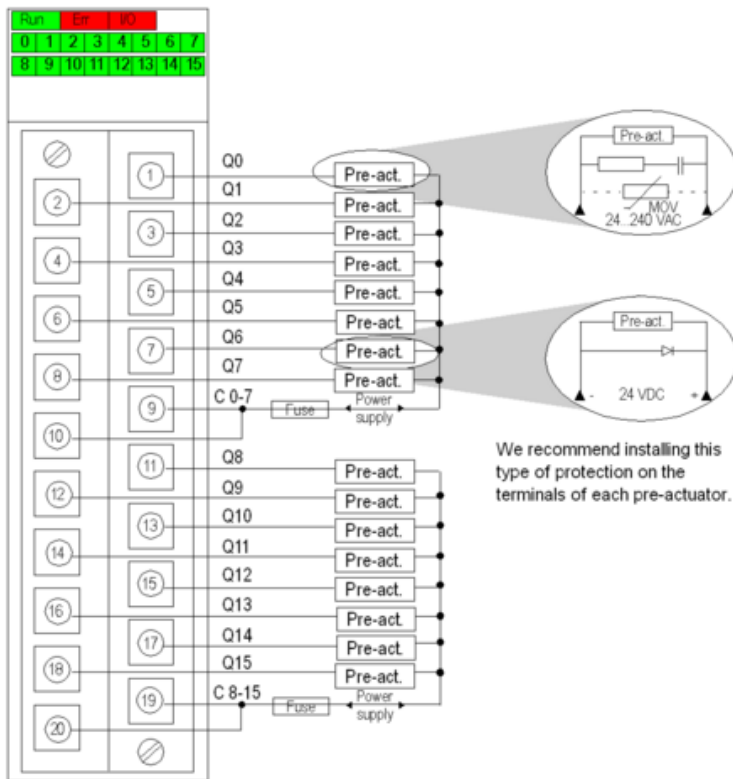 Run Err I/O
0 1 2 3 4 5 6 7
8 9 10 11 12 13 14 15
1 Q0 Pre-act.
2 Q1 Pre-act.
3 Q2 Pre-act.
4 Q3 Pre-act.
5 Q4 Pre-act.
6 Q5 Pre-act.
7 Q6 Pre-act.
8 Q7 Pre-act.
9 C 0-7 Fuse Power supply
10
11 Q8 Pre-act.
12 Q9 Pre-act.
13 Q10 Pre-act.
14 Q11 Pre-act.
15 Q12 Pre-act.
16 Q13 Pre-act.
17 Q14 Pre-act.
18 Q15 Pre-act.
19 C 8-15 Fuse Power supply
20
Pre-act.
MOV
24...240 VAC
Pre-act.
- 24 VDC +
We recommend installing this
type of protection on the
terminals of each pre-actuator.